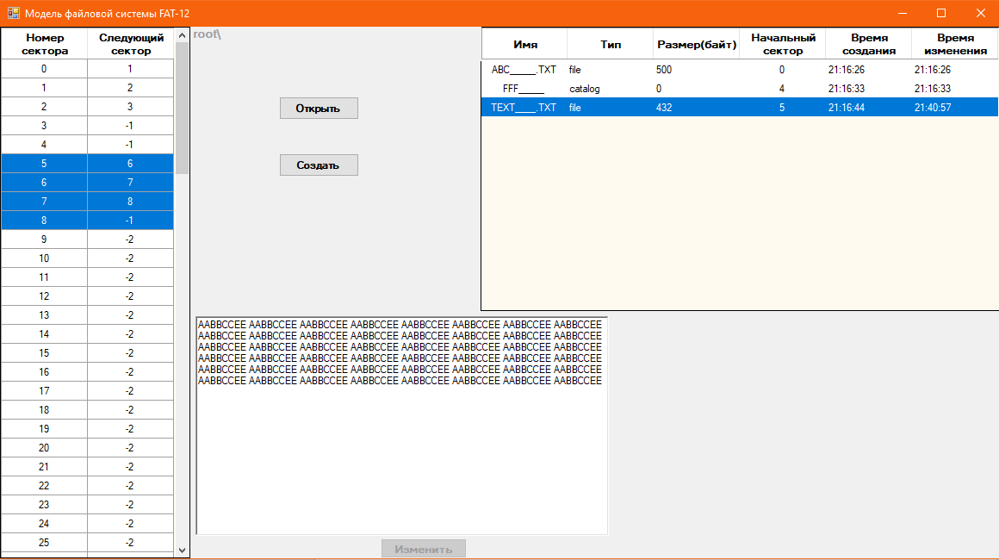 Модель файловой системы FAT-12
Номер сектора Следующий сектор
0 1
1 2
2 3
3 -1
4 -1
5 6
6 7
7 8
8 -1
9 -2
10 -2
11 -2
12 -2
13 -2
14 -2
15 -2
16 -2
17 -2
18 -2
19 -2
20 -2
21 -2
22 -2
23 -2
24 -2
25 -2
root\
Открыть
Создать
Имя Тип Размер(байт) Начальный сектор Время создания Время изменения
ABC_____.TXT file 500 0 21:16:26 21:16:26
FFF_____ catalog 0 4 21:16:33 21:16:33
TEXT____.TXT file 432 5 21:16:44 21:40:57
AABBCCEE AABBCCEE AABBCCEE AABBCCEE AABBCCEE AABBCCEE AABBCCEE AABBCCEE
AABBCCEE AABBCCEE AABBCCEE AABBCCEE AABBCCEE AABBCCEE AABBCCEE AABBCCEE
AABBCCEE AABBCCEE AABBCCEE AABBCCEE AABBCCEE AABBCCEE AABBCCEE AABBCCEE
AABBCCEE AABBCCEE AABBCCEE AABBCCEE AABBCCEE AABBCCEE AABBCCEE AABBCCEE
AABBCCEE AABBCCEE AABBCCEE AABBCCEE AABBCCEE AABBCCEE AABBCCEE AABBCCEE
AABBCCEE AABBCCEE AABBCCEE AABBCCEE AABBCCEE AABBCCEE AABBCCEE AABBCCEE
Изменить